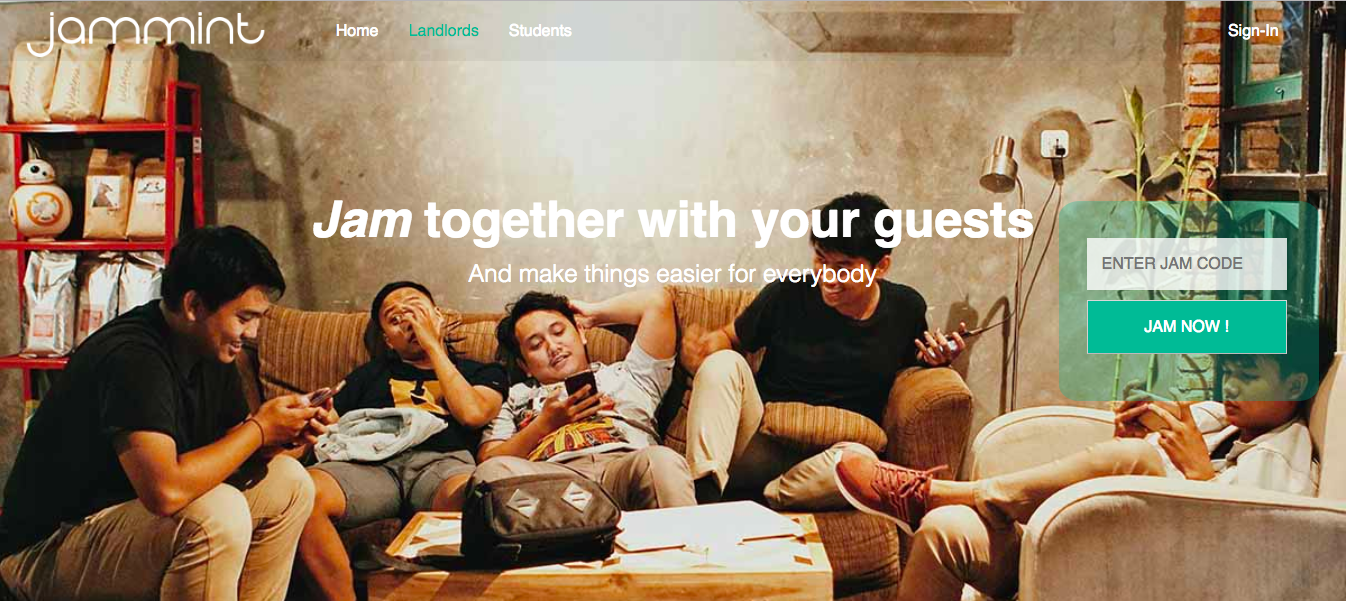 jammint
Home Landlords Students Sign-In
Jam together with your guests
And make things easier for everybody
ENTER JAM CODE
JAM NOW !